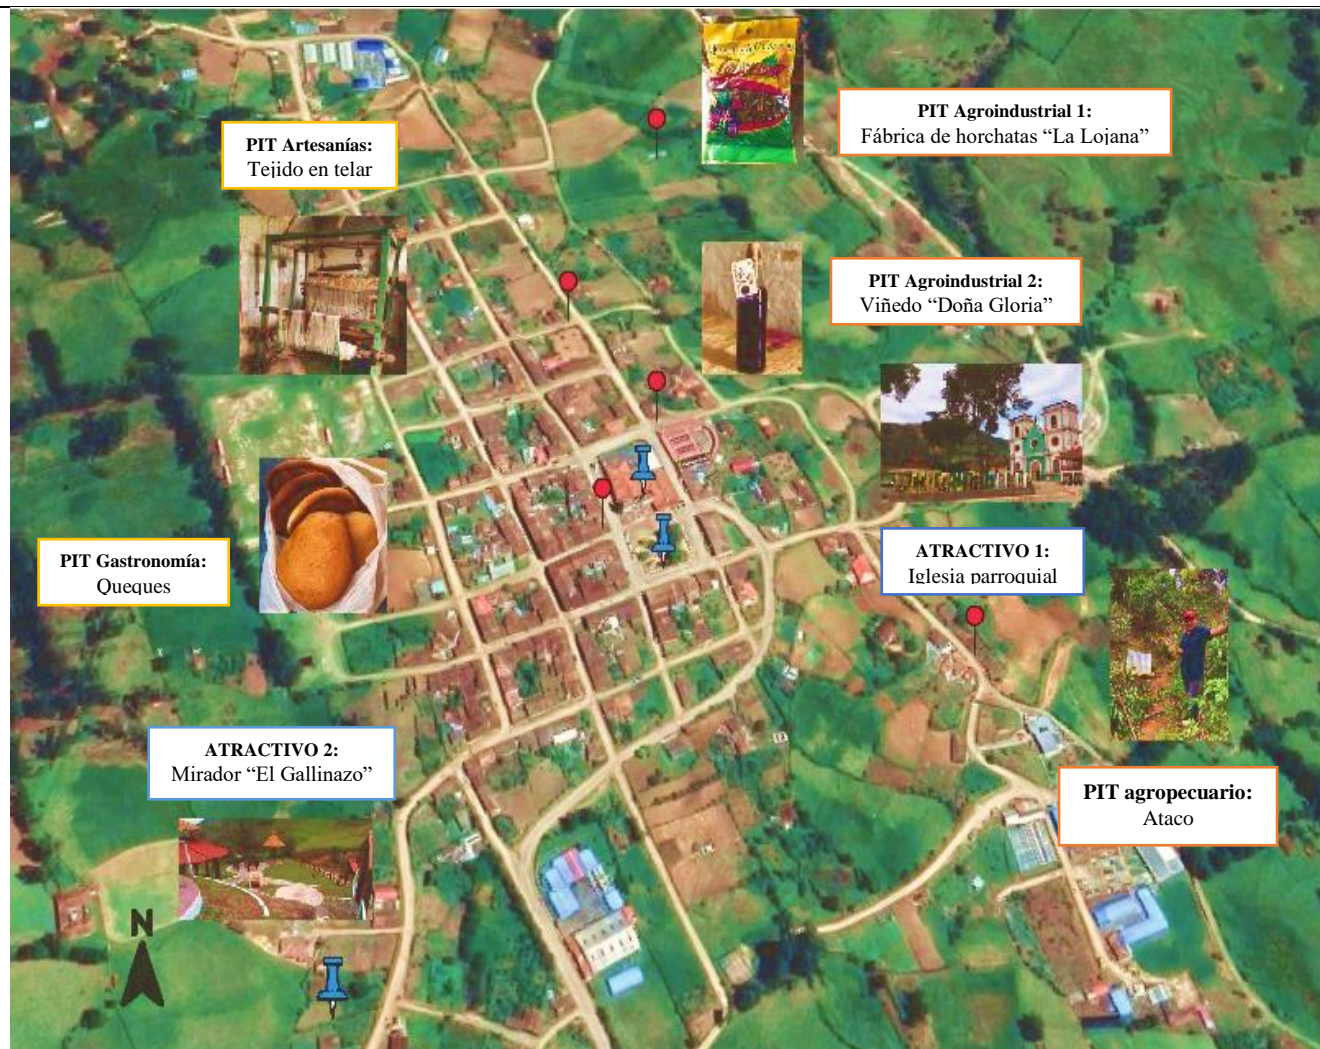 PIT Agroindustrial 1:
Fábrica de horchatas “La Lojana”
PIT Artesanías:
Tejido en telar
PIT Agroindustrial 2:
Viñedo “Doña Gloria”
PIT Gastronomía:
Queques
ATRACTIVO 1:
Iglesia parroquial
ATRACTIVO 2:
Mirador “El Gallinazo”
PIT agropecuario:
Ataco
N